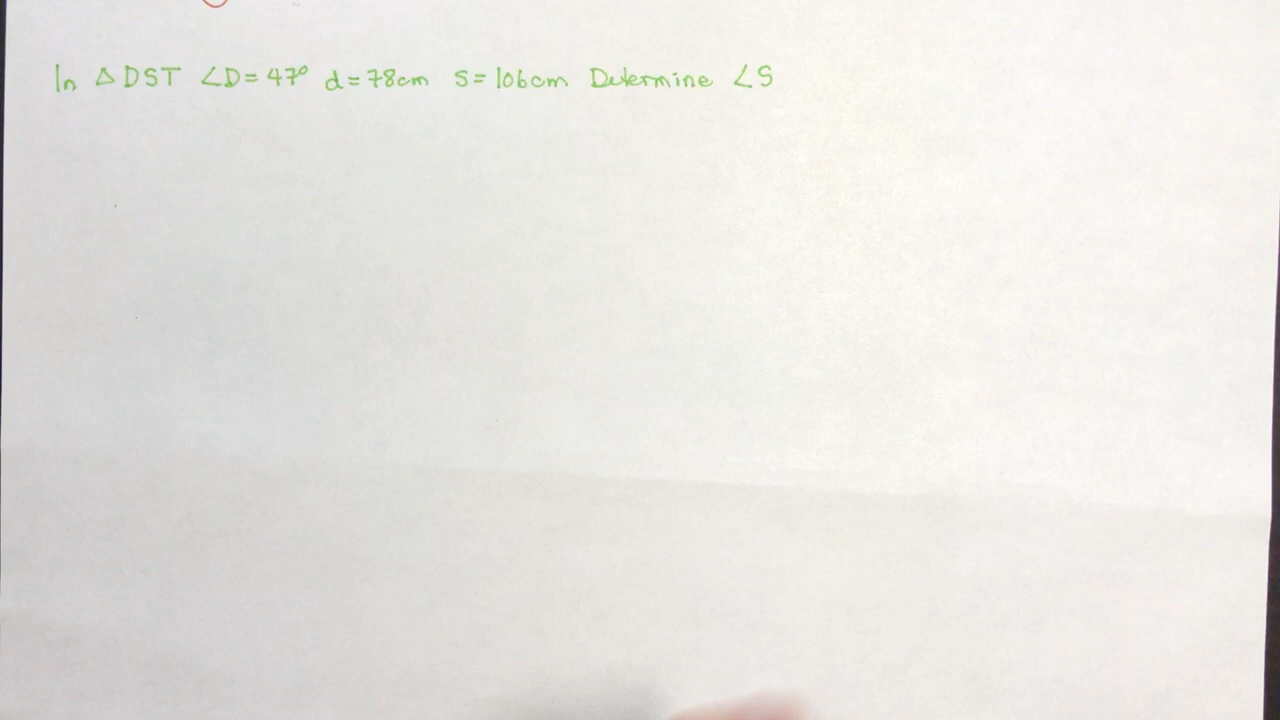 In △DST ∠D=47° d=78cm s=106cm Determine ∠S